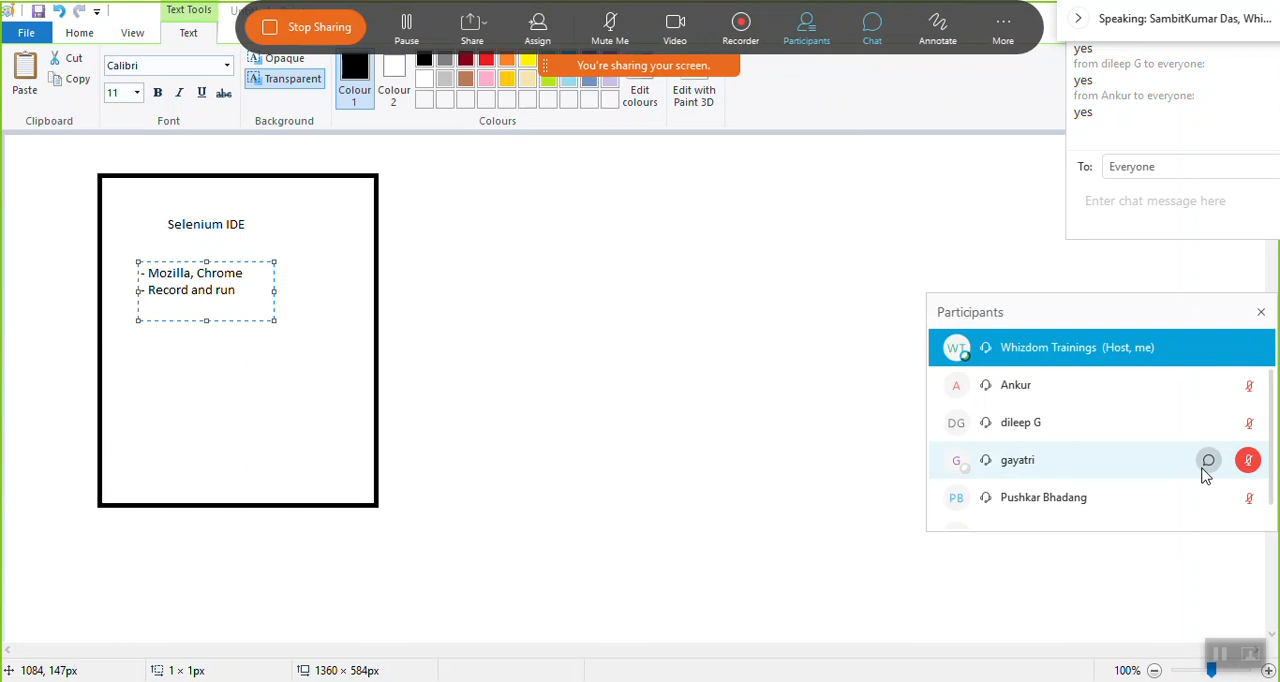 Text Tools
File
Home
View
Text
Stop Sharing
Pause
Share
Assign
Mute Me
Video
Recorder
Participants
Chat
Annotate
More
Speaking: SambitKumar Das, Whi...
You're sharing your screen.
Paste
Cut
Copy
Clipboard
Calibri
11
B I U abc
Font
Opaque
Transparent
Background
Colour 1
Colour 2
Colours
Edit colours
Edit with Paint 3D
yes
from dileep G to everyone:
yes
from Ankur to everyone:
yes
To:
Everyone
Enter chat message here
Selenium IDE
- Mozilla, Chrome
- Record and run
Participants
WT Whizdom Trainings (Host, me)
A Ankur
DG dileep G
G gayatri
PB Pushkar Bhadang
1084, 147px
1 × 1px
1360 × 584px
100%